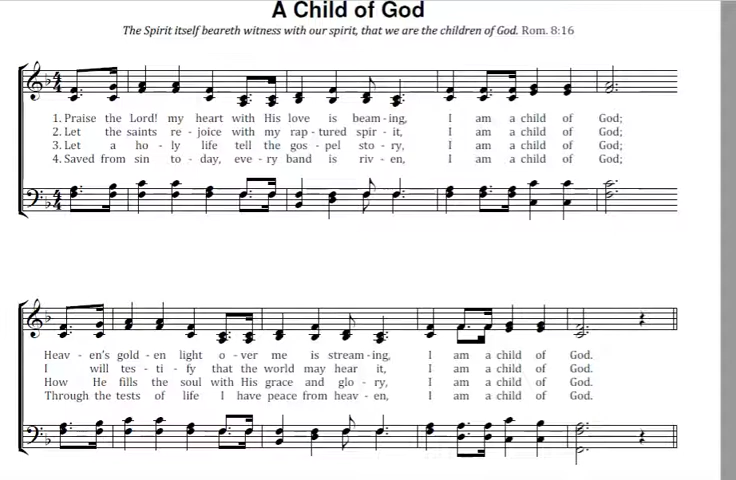 A Child of God
The Spirit itself beareth witness with our spirit, that we are the children of God. Rom. 8:16
1. Praise the Lord! my heart with His love is beam - ing, I am a child of God;
2. Let the saints re - joice with my rap - tured spir - it, I am a child of God;
3. Let a ho - ly life tell the gos - pel sto - ry, I am a child of God;
4. Saved from sin to - day, eve - ry band is riv - en, I am a child of God;
Heav - en's gold - en light o - ver me is stream - ing, I am a child of God.
I will tes - ti - fy that the world may hear it, I am a child of God.
How He fills the soul with His grace and glo - ry, I am a child of God.
Through the tests of life I have peace from heav - en, I am a child of God.